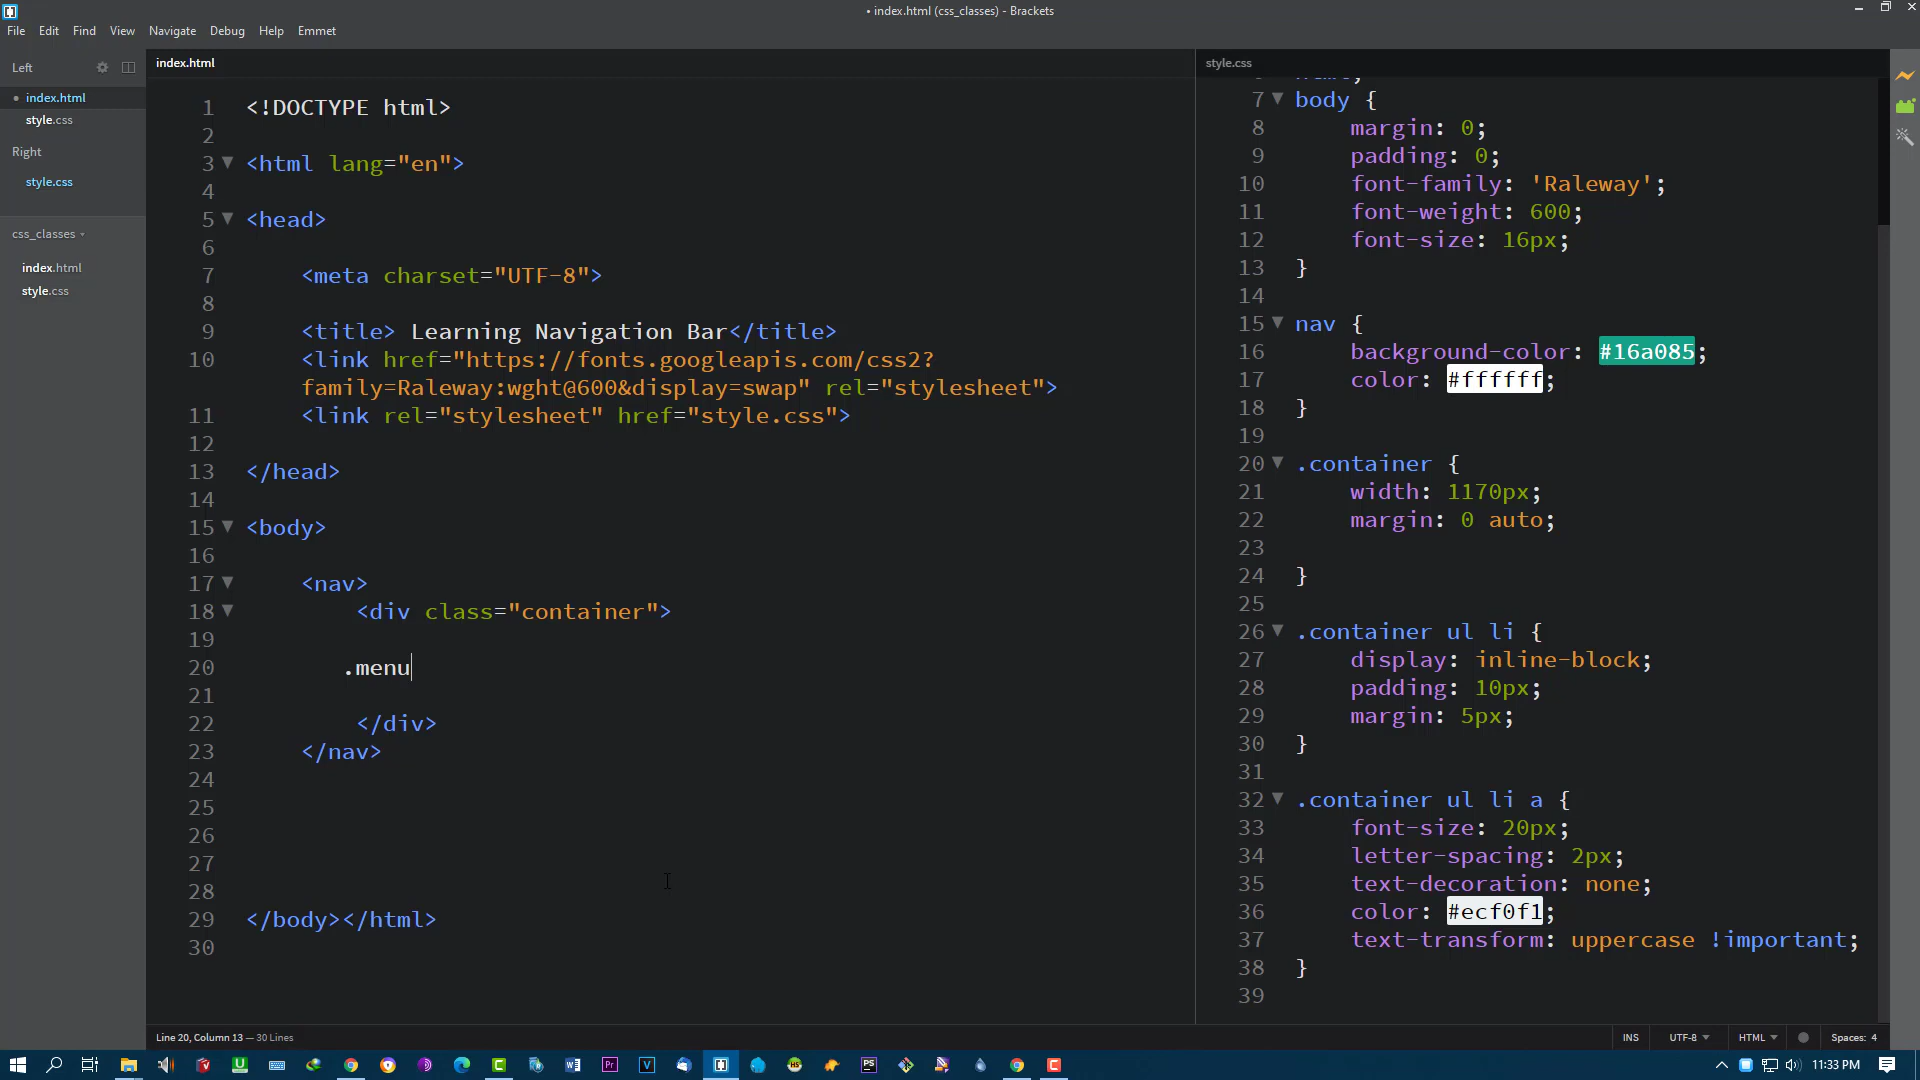 • index.html (css_classes) - Brackets
File Edit Find View Navigate Debug Help Emmet
Left
• index.html
style.css
Right
style.css
css_classes
index.html
style.css
index.html
1 <!DOCTYPE html>
2
3 <html lang="en">
4
5 <head>
6
7 <meta charset="UTF-8">
8
9 <title> Learning Navigation Bar</title>
10 <link href="https://fonts.googleapis.com/css2?
family=Raleway:wght@600&display=swap" rel="stylesheet">
11 <link rel="stylesheet" href="style.css">
12
13 </head>
14
15 <body>
16
17 <nav>
18 <div class="container">
19
20 .menu
21
22 </div>
23 </nav>
24
25
26
27
28
29 </body></html>
30
style.css
7 body {
8 margin: 0;
9 padding: 0;
10 font-family: 'Raleway';
11 font-weight: 600;
12 font-size: 16px;
13 }
14
15 nav {
16 background-color: #16a085;
17 color: #ffffff;
18 }
19
20 .container {
21 width: 1170px;
22 margin: 0 auto;
23
24 }
25
26 .container ul li {
27 display: inline-block;
28 padding: 10px;
29 margin: 5px;
30 }
31
32 .container ul li a {
33 font-size: 20px;
34 letter-spacing: 2px;
35 text-decoration: none;
36 color: #ecf0f1;
37 text-transform: uppercase !important;
38 }
39
Line 20, Column 13 — 30 Lines
INS UTF-8 HTML Spaces: 4
11:33 PM